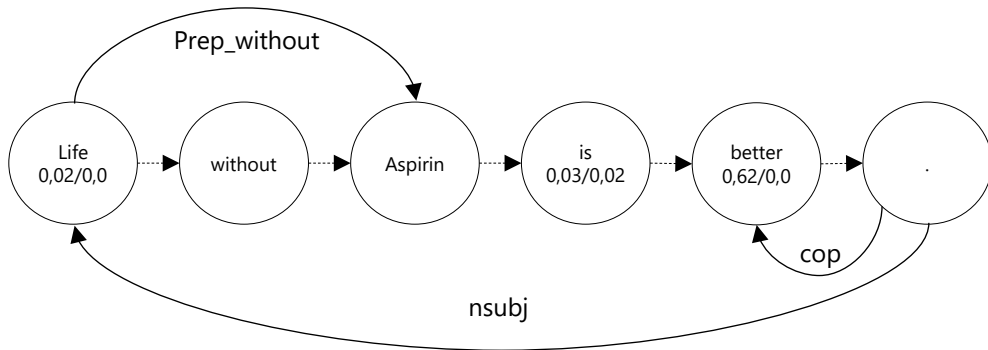 Prep_without
Life
0,02/0,0
without
Aspirin
is
0,03/0,02
better
0,62/0,0
.
cop
nsubj